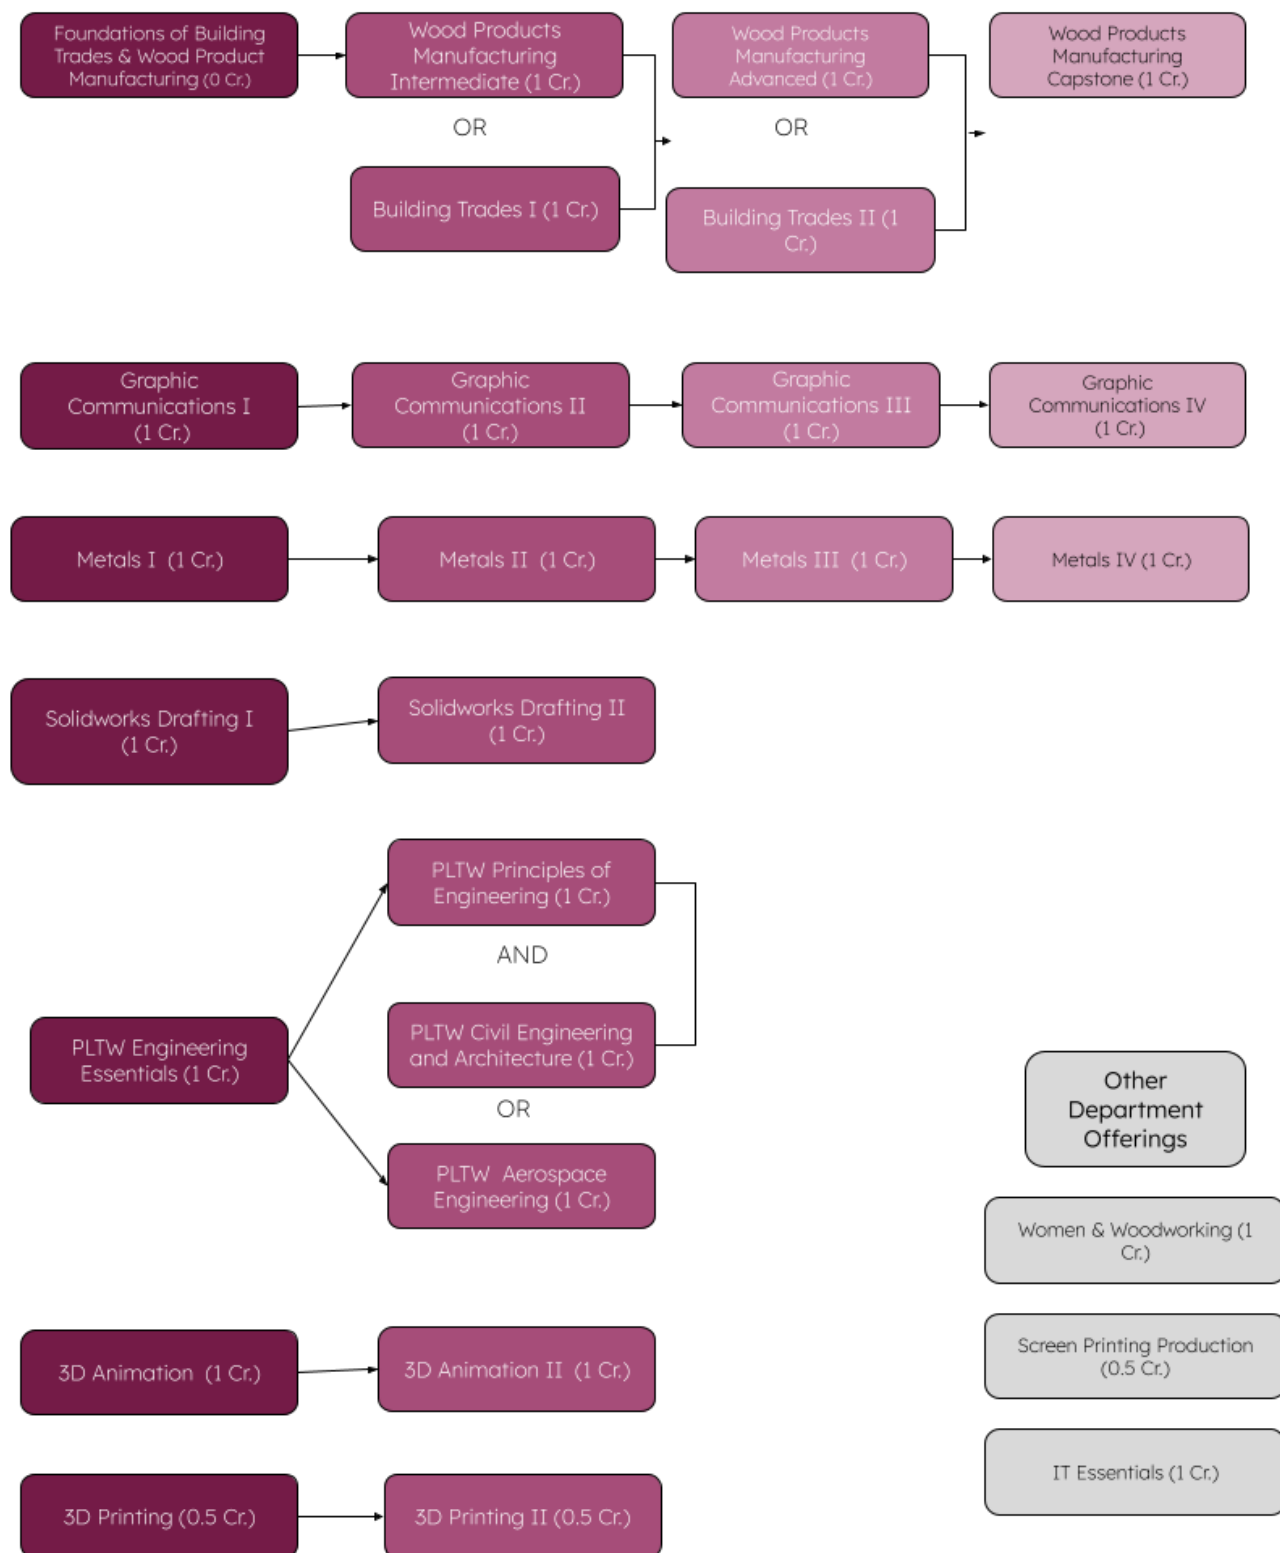 Foundations of Building
Trades & Wood Product
Manufacturing (0 Cr.)
Wood Products
Manufacturing
Intermediate (1 Cr.)
OR
Building Trades I (1 Cr.)
Wood Products
Manufacturing
Advanced (1 Cr.)
OR
Building Trades II (1
Cr.)
Wood Products
Manufacturing
Capstone (1 Cr.)
Graphic
Communications I
(1 Cr.)
Graphic
Communications II
(1 Cr.)
Graphic
Communications III
(1 Cr.)
Graphic
Communications IV
(1 Cr.)
Metals I (1 Cr.)
Metals II (1 Cr.)
Metals III (1 Cr.)
Metals IV (1 Cr.)
Solidworks Drafting I
(1 Cr.)
Solidworks Drafting II
(1 Cr.)
PLTW Engineering
Essentials (1 Cr.)
PLTW Principles of
Engineering (1 Cr.)
AND
PLTW Civil Engineering
and Architecture (1 Cr.)
OR
PLTW Aerospace
Engineering (1 Cr.)
3D Animation (1 Cr.)
3D Animation II (1 Cr.)
3D Printing (0.5 Cr.)
3D Printing II (0.5 Cr.)
Other
Department
Offerings
Women & Woodworking (1
Cr.)
Screen Printing Production
(0.5 Cr.)
IT Essentials (1 Cr.)